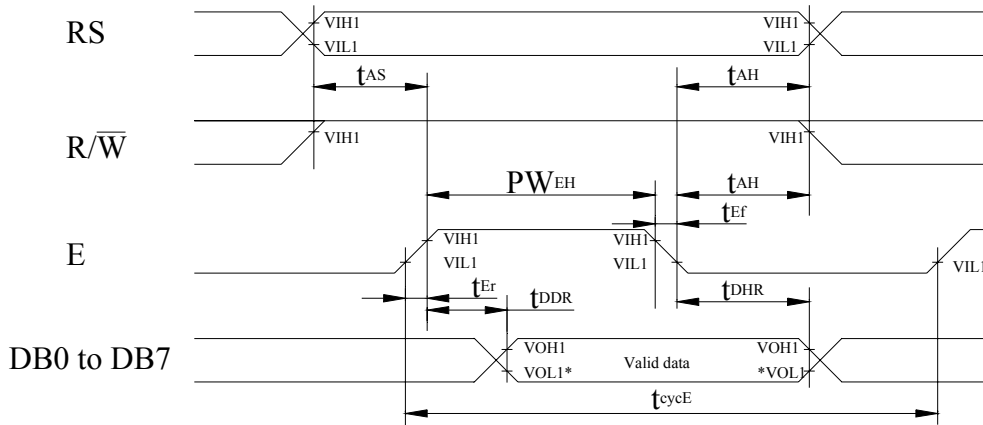 RS
VIH1
VIL1
VIH1
VIL1
tAS
tAH
R/W̅
VIH1
VIH1
PWEH
tAH
tEf
E
VIH1
VIL1
VIH1
VIL1
VIL1
tEr
tDDR
tDHR
DB0 to DB7
VOH1
VOL1*
Valid data
VOH1
*VOL1
tcycE